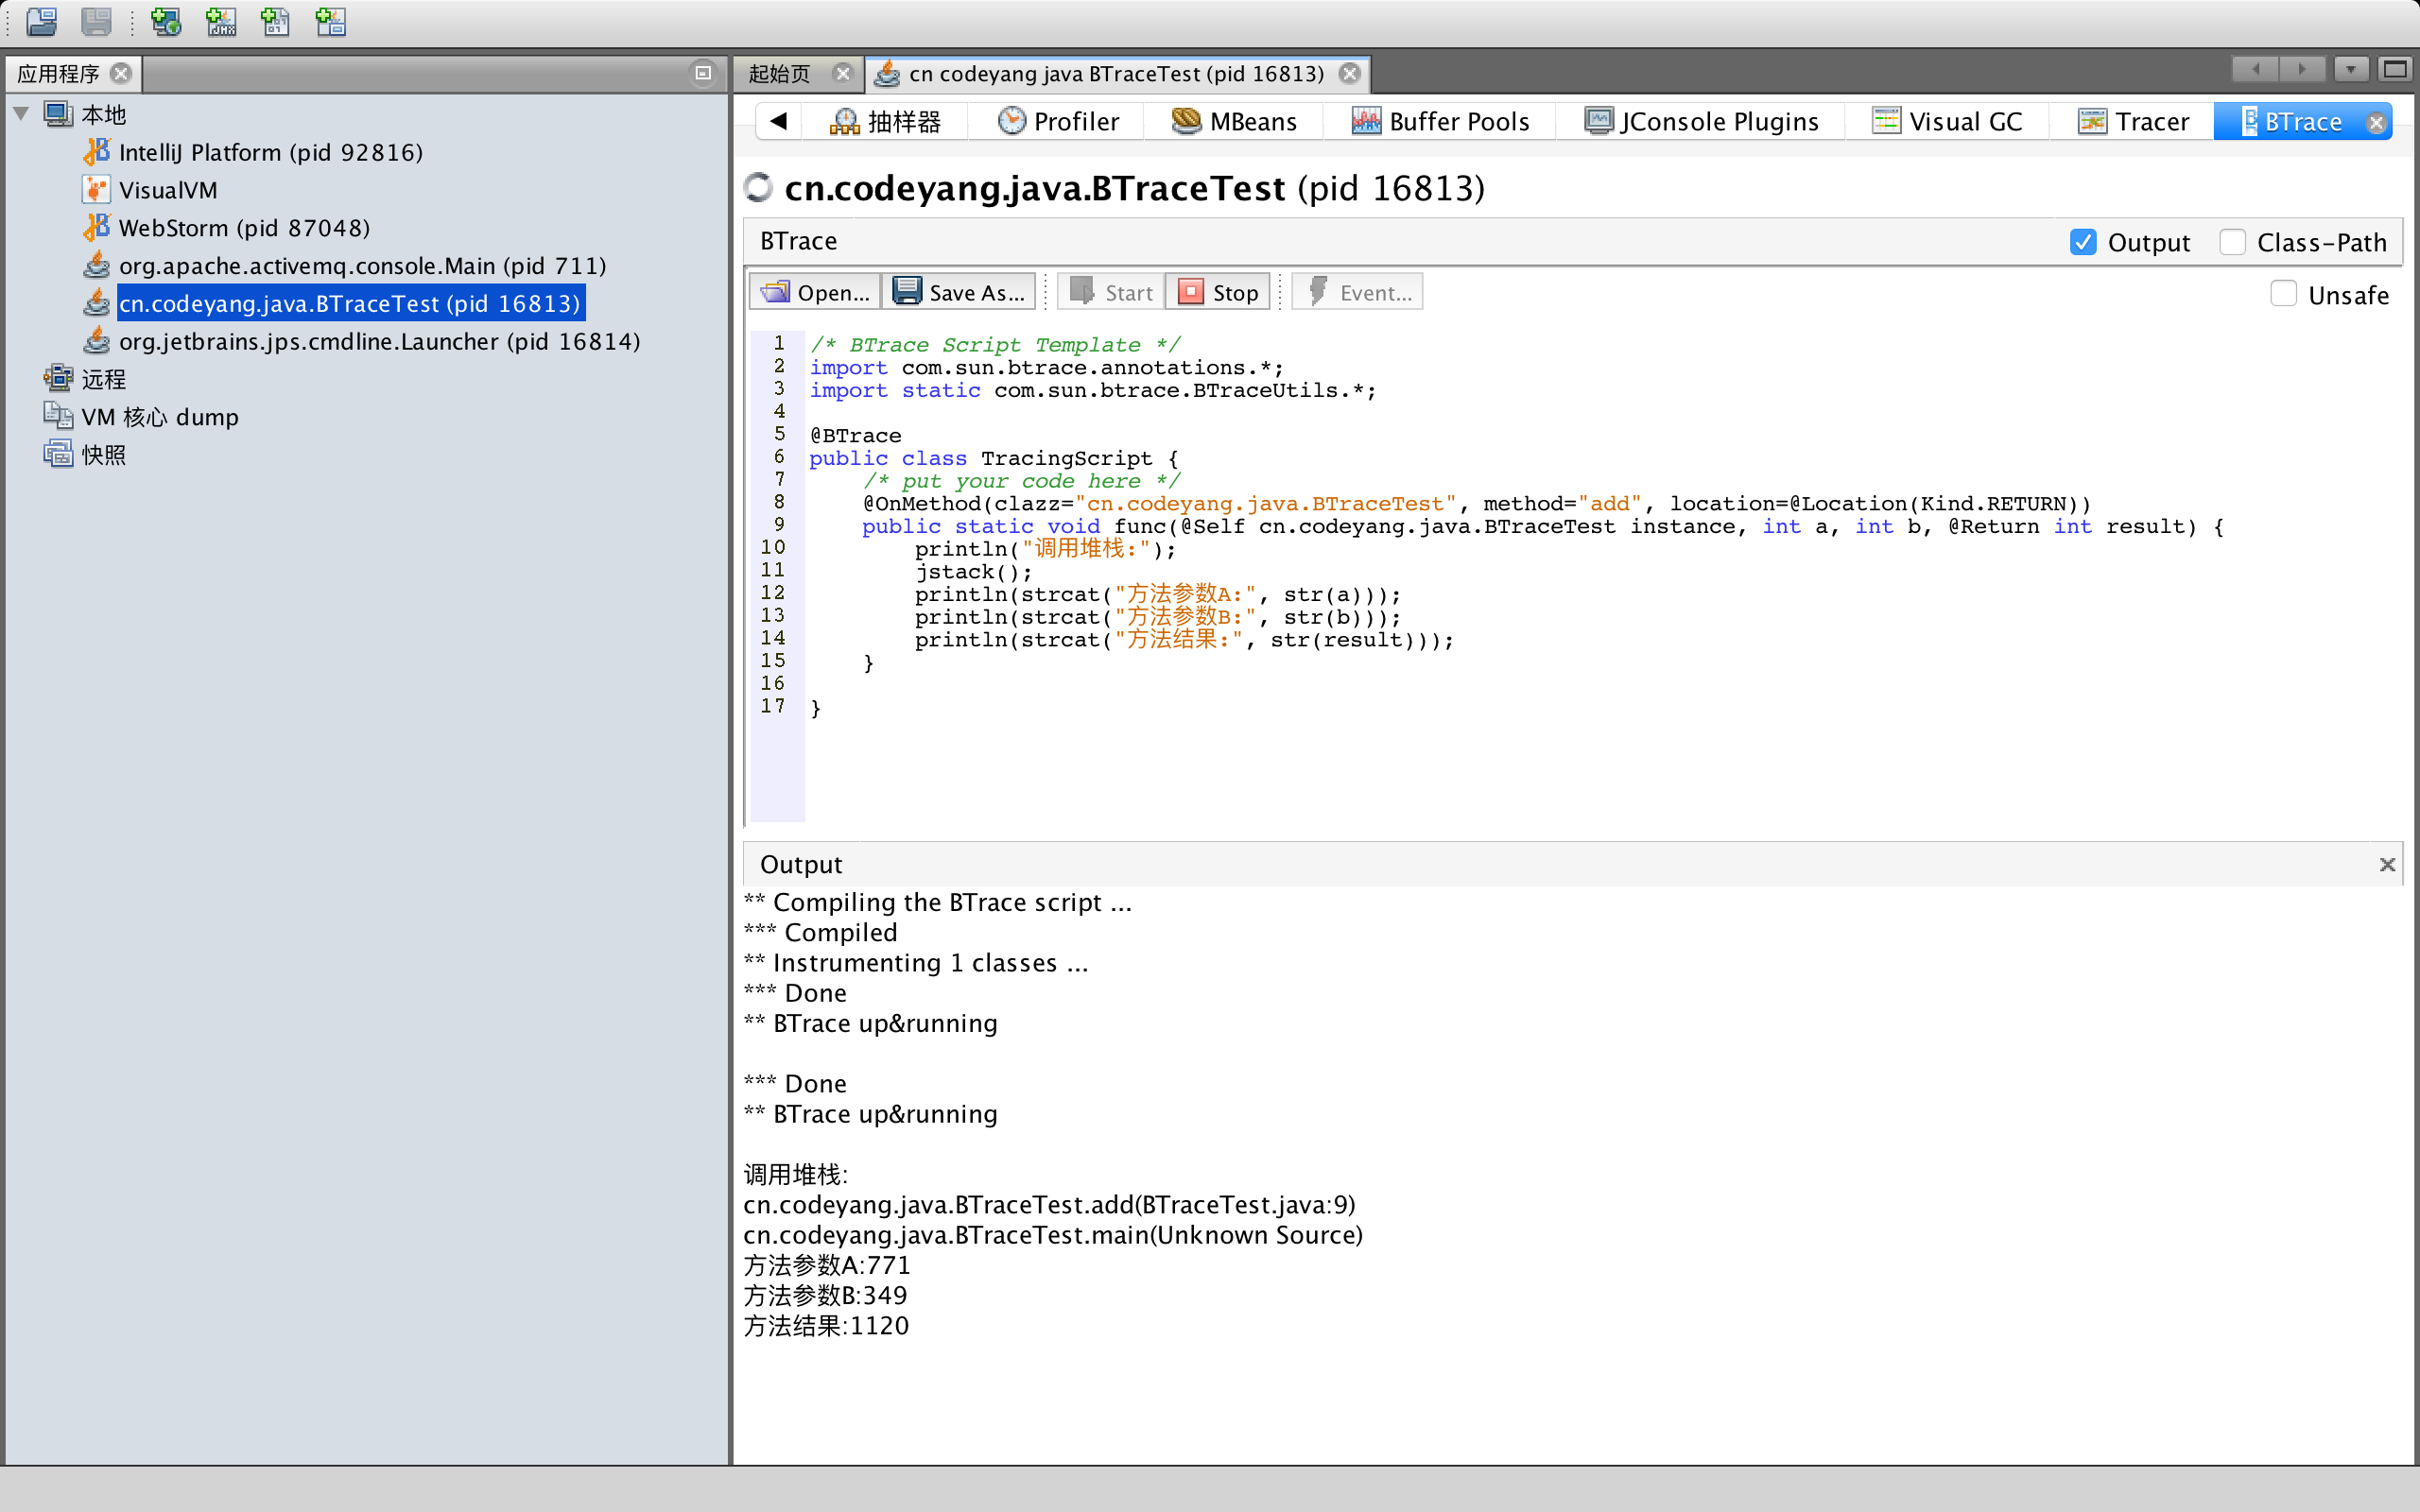 应用程序
本地
IntelliJ Platform (pid 92816)
VisualVM
WebStorm (pid 87048)
org.apache.activemq.console.Main (pid 711)
cn.codeyang.java.BTraceTest (pid 16813)
org.jetbrains.jps.cmdline.Launcher (pid 16814)
远程
VM 核心 dump
快照
起始页
cn codeyang java BTraceTest (pid 16813)
抽样器 Profiler MBeans Buffer Pools JConsole Plugins Visual GC Tracer BTrace
cn.codeyang.java.BTraceTest (pid 16813)
BTrace Output Class-Path
Open... Save As... Start Stop Event... Unsafe
1 /* BTrace Script Template */
2 import com.sun.btrace.annotations.*;
3 import static com.sun.btrace.BTraceUtils.*;
4
5 @BTrace
6 public class TracingScript {
7 /* put your code here */
8 @OnMethod(clazz="cn.codeyang.java.BTraceTest", method="add", location=@Location(Kind.RETURN))
9 public static void func(@Self cn.codeyang.java.BTraceTest instance, int a, int b, @Return int result) {
10 println("调用堆栈:");
11 jstack();
12 println(strcat("方法参数A:", str(a)));
13 println(strcat("方法参数B:", str(b)));
14 println(strcat("方法结果:", str(result)));
15 }
16
17 }
Output
** Compiling the BTrace script ...
*** Compiled
** Instrumenting 1 classes ...
*** Done
** BTrace up&running
*** Done
** BTrace up&running
调用堆栈:
cn.codeyang.java.BTraceTest.add(BTraceTest.java:9)
cn.codeyang.java.BTraceTest.main(Unknown Source)
方法参数A:771
方法参数B:349
方法结果:1120